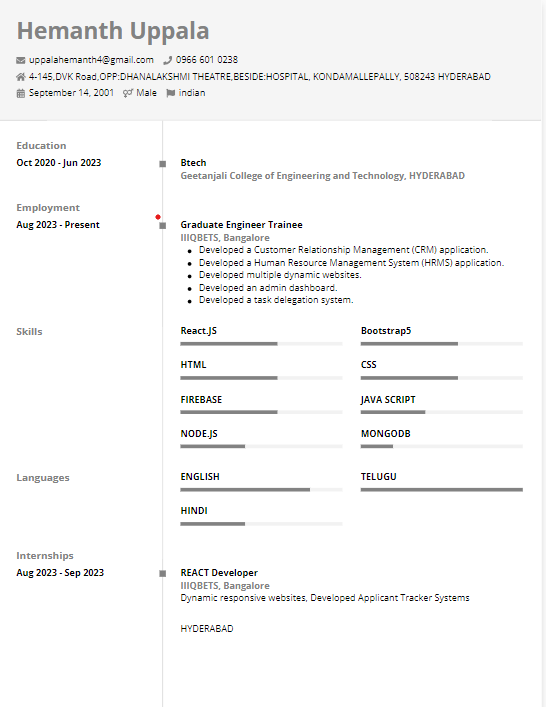 Hemanth Uppala
uppalahemanth4@gmail.com 0966 601 0238
4-145,DVK Road,OPP:DHANALAKSHMI THEATRE,BESIDE:HOSPITAL, KONDAMALLEPALLY, 508243 HYDERABAD
September 14, 2001 Male indian
Education
Oct 2020 - Jun 2023 Btech
Geetanjali College of Engineering and Technology, HYDERABAD
Employment
Aug 2023 - Present Graduate Engineer Trainee
IIIQBETS, Bangalore
• Developed a Customer Relationship Management (CRM) application.
• Developed a Human Resource Management System (HRMS) application.
• Developed multiple dynamic websites.
• Developed an admin dashboard.
• Developed a task delegation system.
Skills React.JS Bootstrap5
HTML CSS
FIREBASE JAVA SCRIPT
NODE.JS MONGODB
Languages ENGLISH TELUGU
HINDI
Internships
Aug 2023 - Sep 2023 REACT Developer
IIIQBETS, Bangalore
Dynamic responsive websites, Developed Applicant Tracker Systems
HYDERABAD